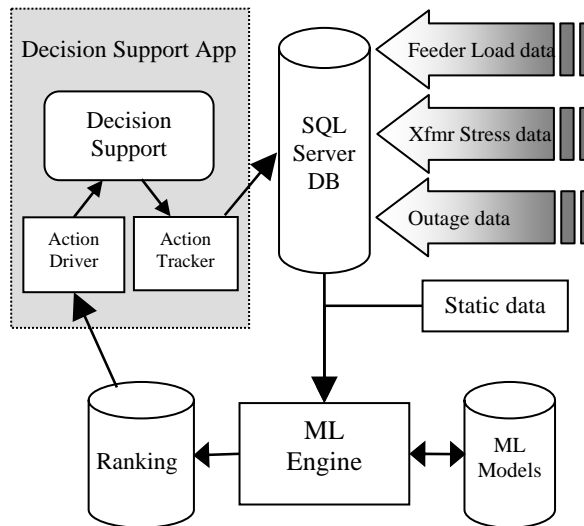 Decision Support App
Decision
Support
Action
Driver
Action
Tracker
SQL
Server
DB
Feeder Load data
Xfmr Stress data
Outage data
Static data
Ranking
ML
Engine
ML
Models